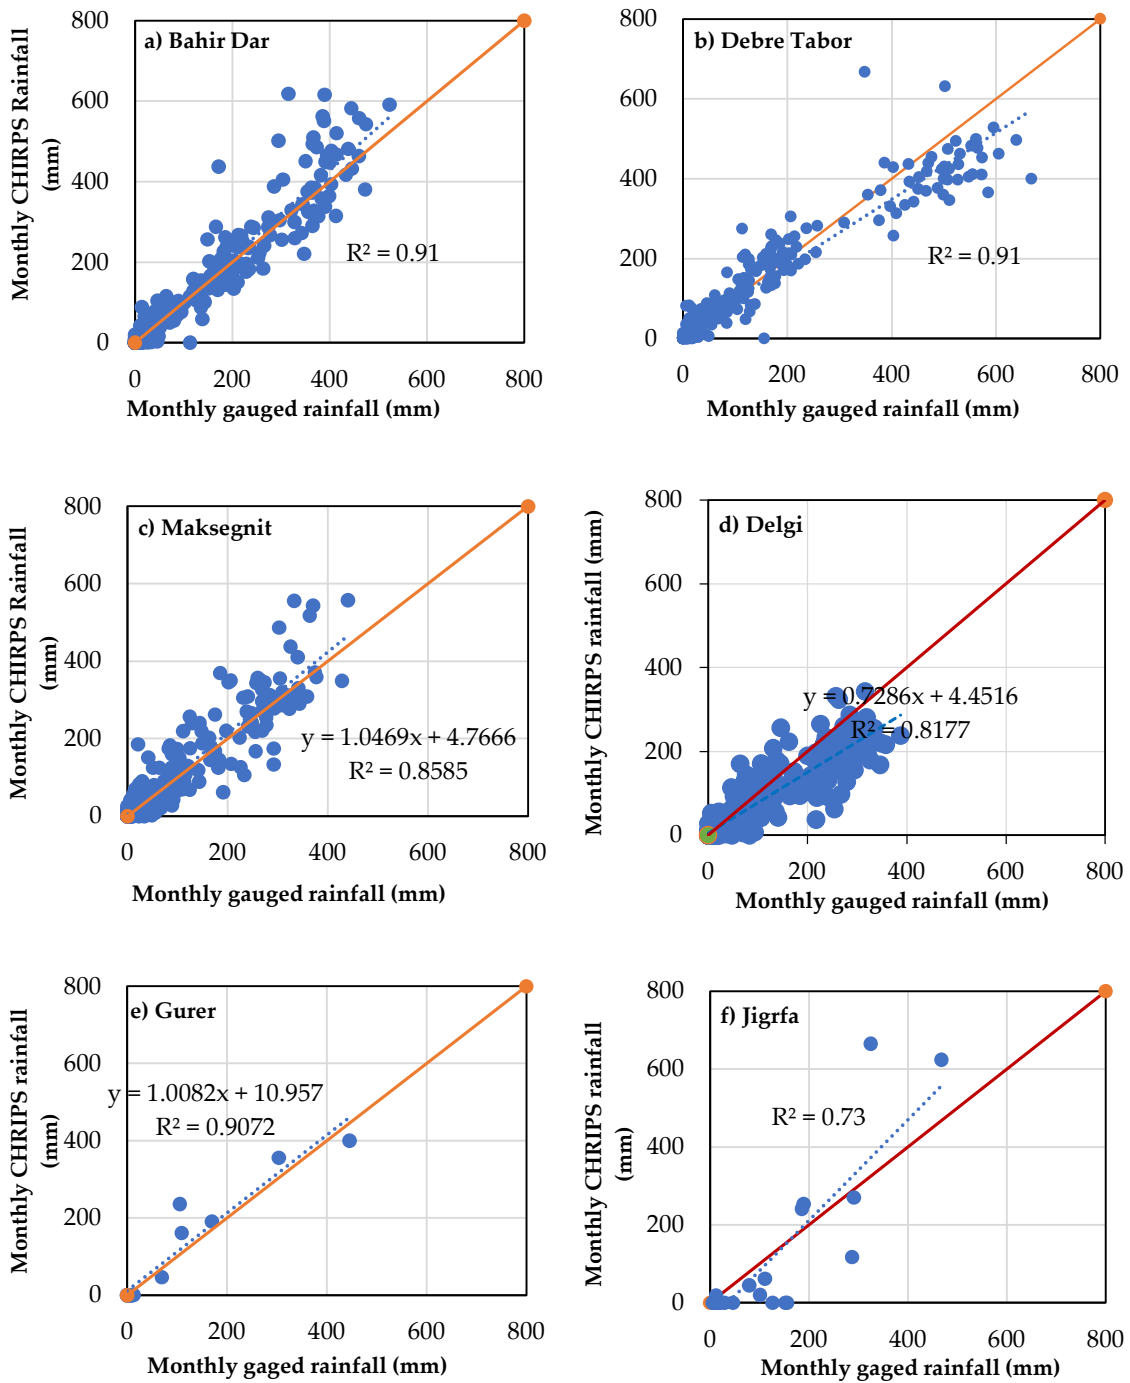 a) Bahir Dar
Monthly CHIRPS Rainfall
(mm)
800
600
400
200
0
R² = 0.91
0 200 400 600 800
Monthly gauged rainfall (mm)
b) Debre Tabor
800
600
400
200
0
R² = 0.91
0 200 400 600 800
Monthly gauged rainfall (mm)
c) Maksegnit
Monthly CHIRPS Rainfall
(mm)
800
600
400
200
0
y = 1.0469x + 4.7666
R² = 0.8585
0 200 400 600 800
Monthly gauged rainfall (mm)
d) Delgi
Monthly CHIRPS rainfall (mm)
800
600
400
200
0
y = 0.7286x + 4.4516
R² = 0.8177
0 200 400 600 800
Monthly gauged rainfall (mm)
e) Gurer
Monthly CHRIPS rainfall
(mm)
800
600
400
200
0
y = 1.0082x + 10.957
R² = 0.9072
0 200 400 600 800
Monthly gaged rainfall (mm)
f) Jigrfa
Monthly CHRIPS rainfall
(mm)
800
600
400
200
0
R² = 0.73
0 200 400 600 800
Monthly gaged rainfall (mm)